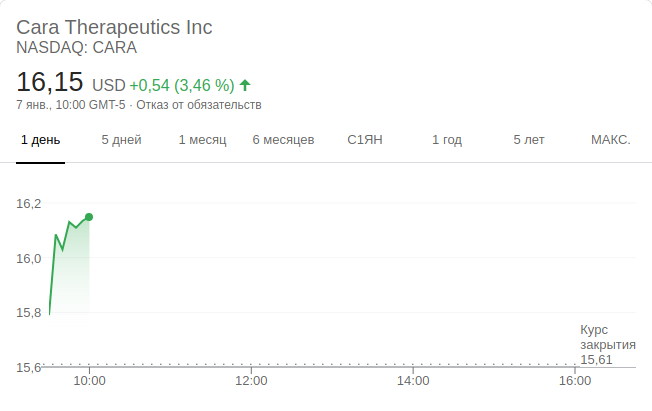 Cara Therapeutics Inc
NASDAQ: CARA
16,15 USD +0,54 (3,46 %)
7 янв., 10:00 GMT-5 · Отказ от обязательств
1 день 5 дней 1 месяц 6 месяцев С1ЯН 1 год 5 лет МАКС.
16,2
16,0
15,8
Курс
закрытия
15,61
15,6
10:00 12:00 14:00 16:00